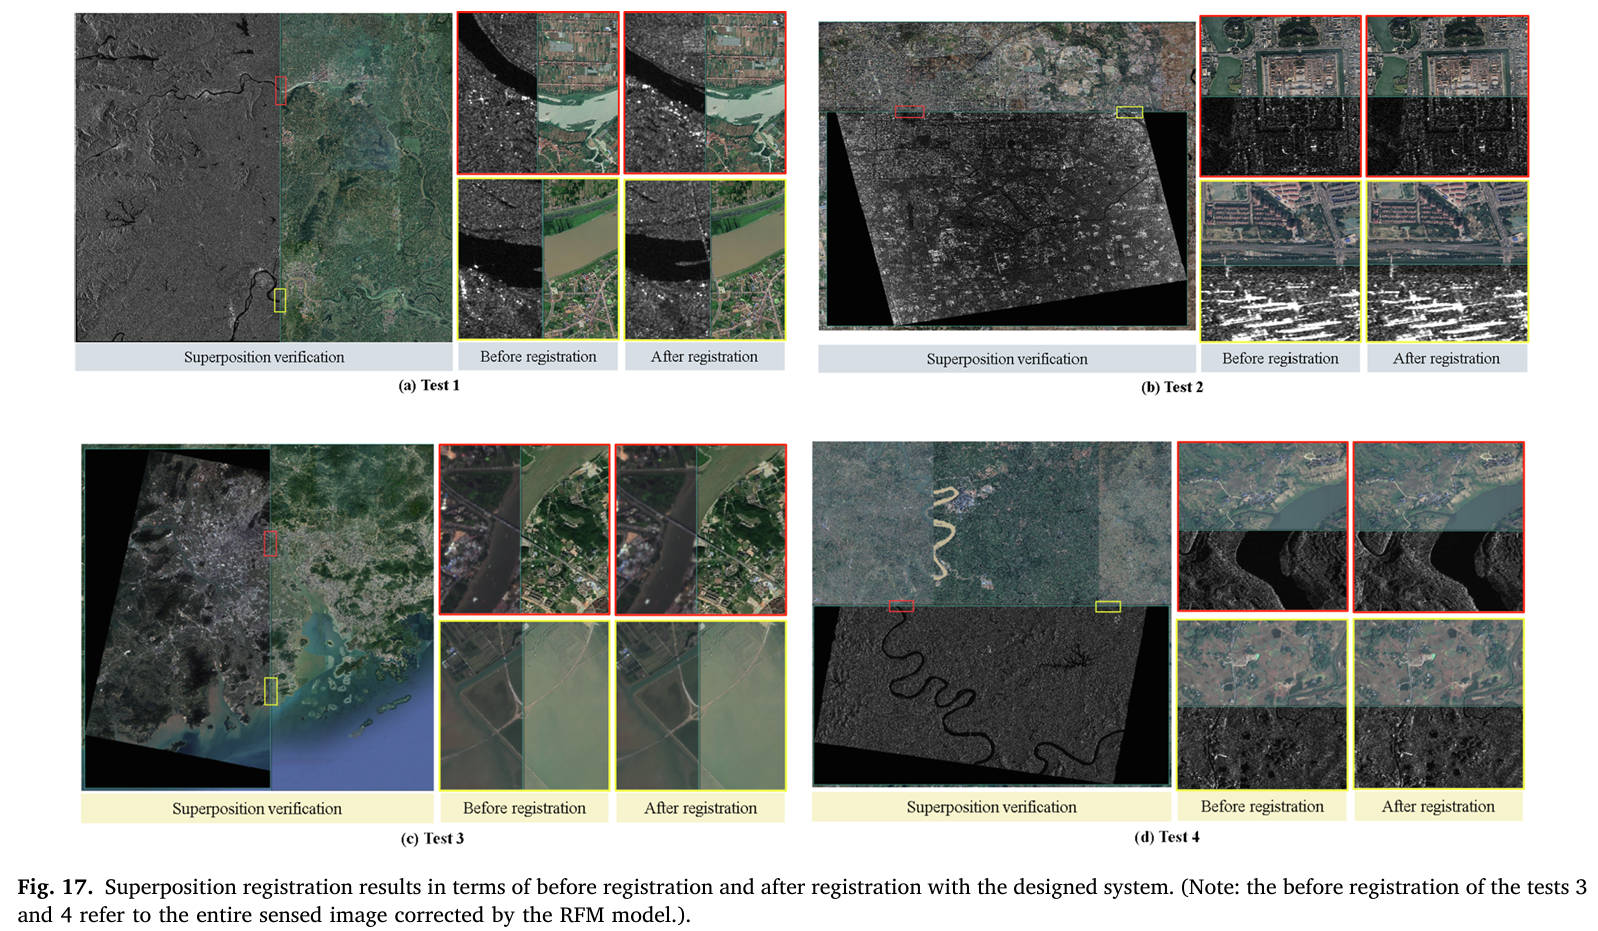 Superposition verification
Before registration
After registration
(a) Test 1
Superposition verification
Before registration
After registration
(b) Test 2
Superposition verification
Before registration
After registration
(c) Test 3
Superposition verification
Before registration
After registration
(d) Test 4
Fig. 17. Superposition registration results in terms of before registration and after registration with the designed system. (Note: the before registration of the tests 3
and 4 refer to the entire sensed image corrected by the RFM model.).